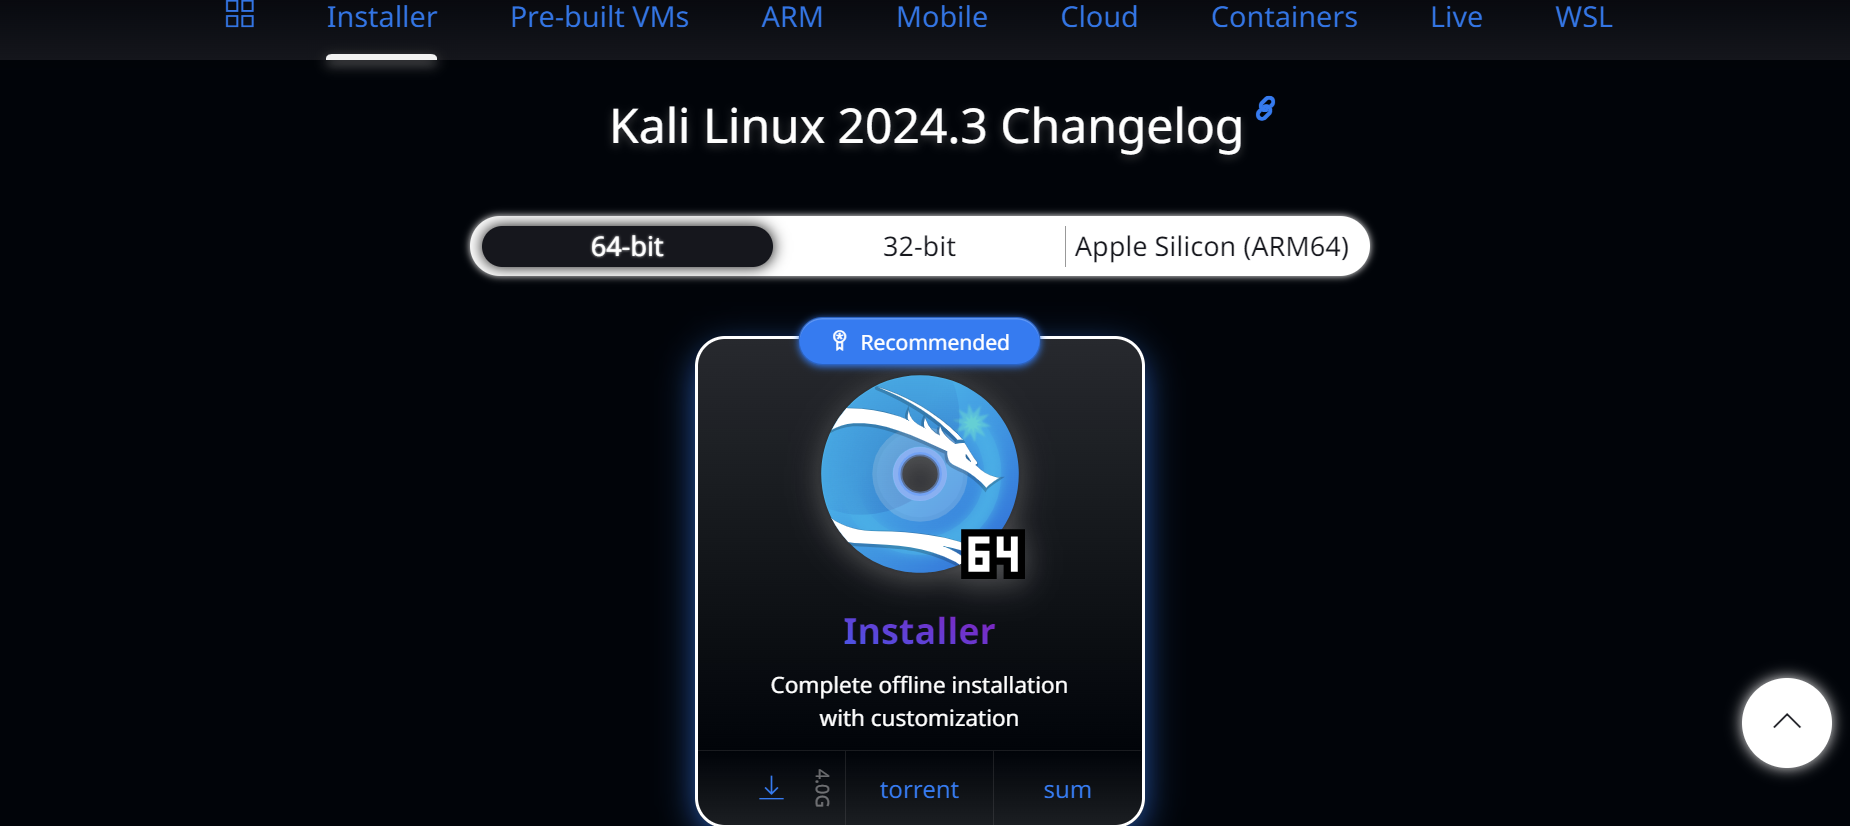 Installer Pre-built VMs ARM Mobile Cloud Containers Live WSL
Kali Linux 2024.3 Changelog
64-bit 32-bit Apple Silicon (ARM64)
Recommended
64
Installer
Complete offline installation
with customization
4.0G torrent sum